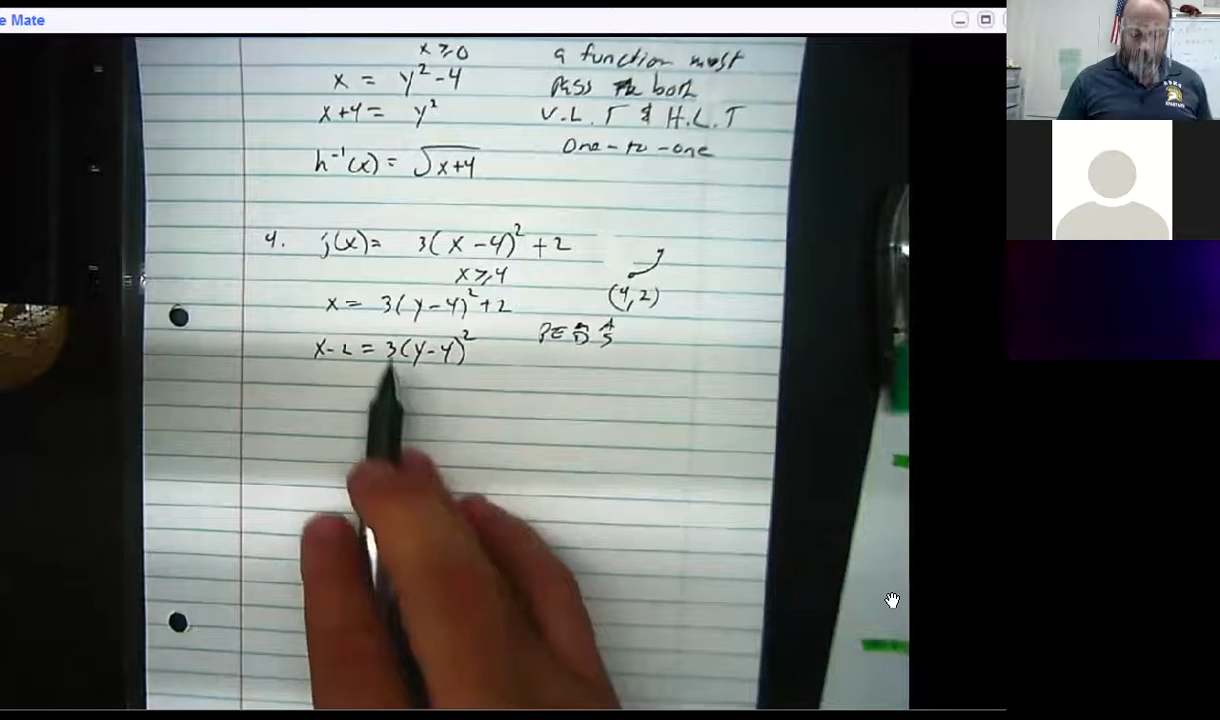 e Mate
x ≥ 0
x = y² - 4
x+4 = y²
h⁻¹(x) = √x+4
a function must
pass the both
V.L.T & H.L.T
one-to-one
4. j(x) = 3(x-4)² + 2
x ≥ 4
(4,2)
x = 3(y-4)² + 2
PE M D A S
x-2 = 3(y-4)²